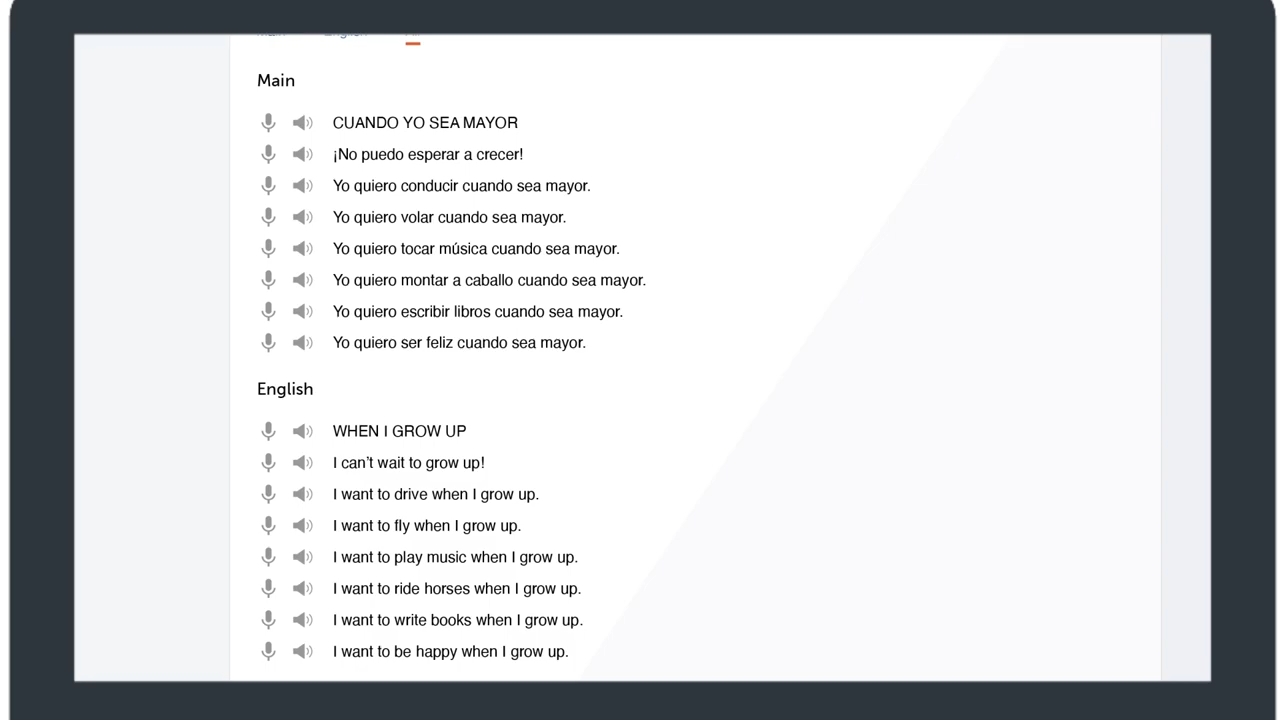 Main
CUANDO YO SEA MAYOR
¡No puedo esperar a crecer!
Yo quiero conducir cuando sea mayor.
Yo quiero volar cuando sea mayor.
Yo quiero tocar música cuando sea mayor.
Yo quiero montar a caballo cuando sea mayor.
Yo quiero escribir libros cuando sea mayor.
Yo quiero ser feliz cuando sea mayor.
English
WHEN I GROW UP
I can’t wait to grow up!
I want to drive when I grow up.
I want to fly when I grow up.
I want to play music when I grow up.
I want to ride horses when I grow up.
I want to write books when I grow up.
I want to be happy when I grow up.